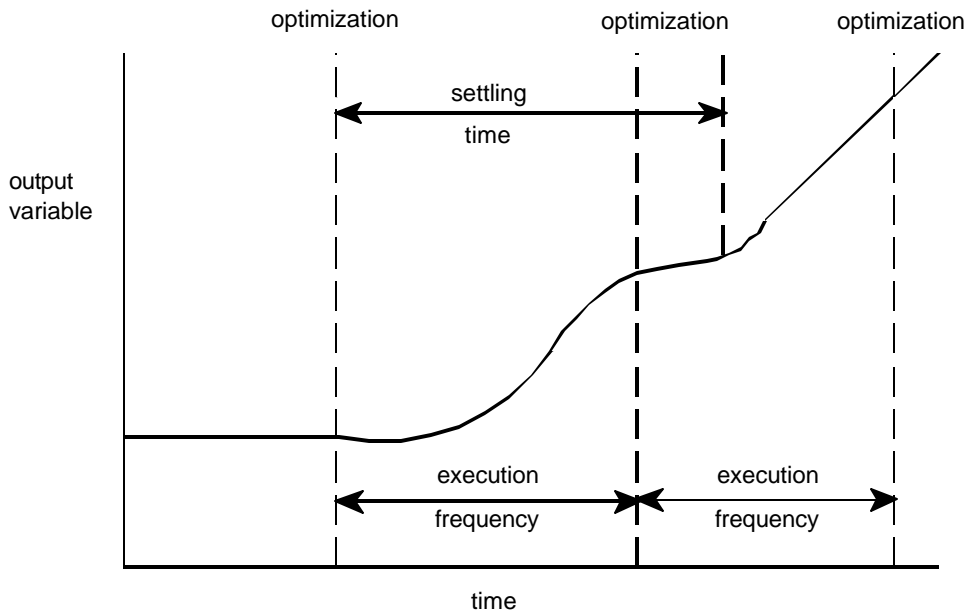 optimization
optimization
optimization
settling
time
output
variable
execution
frequency
execution
frequency
time